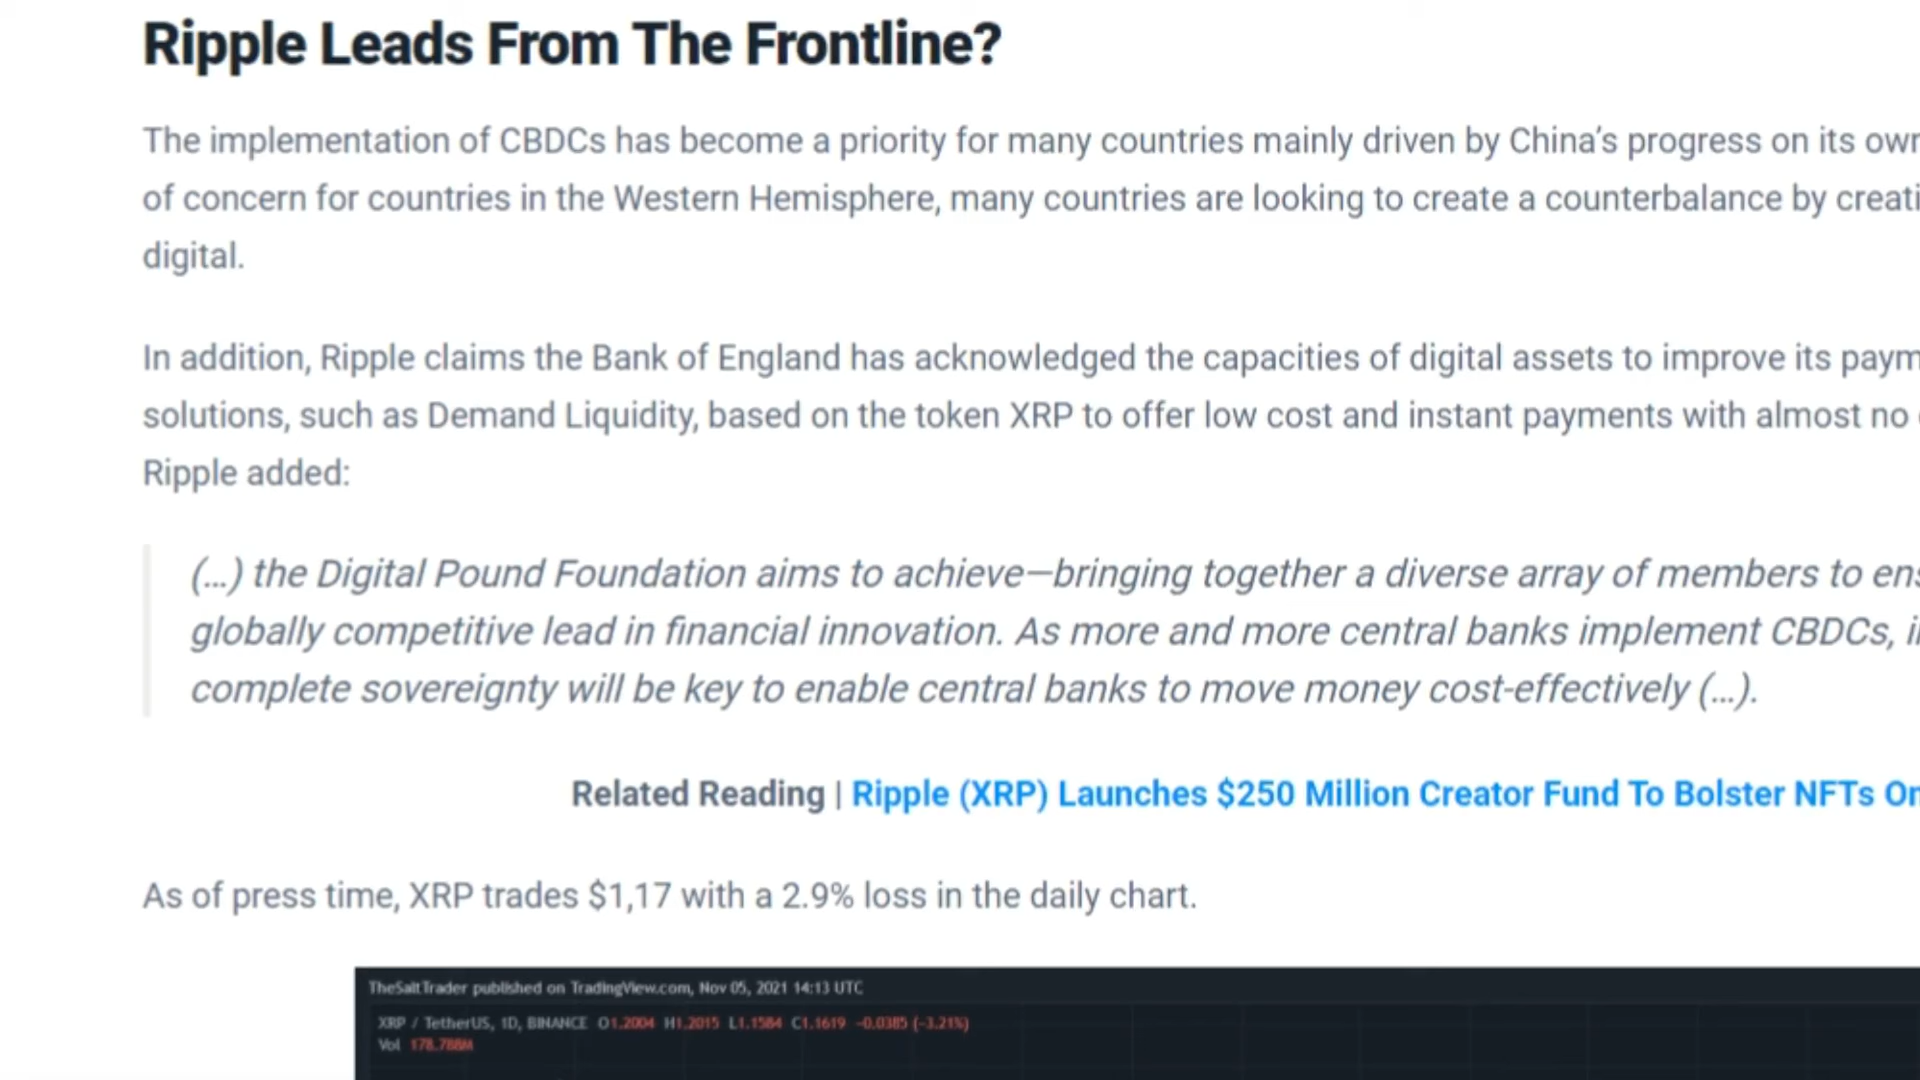 Ripple Leads From The Frontline?
The implementation of CBDCs has become a priority for many countries mainly driven by China’s progress on its own
of concern for countries in the Western Hemisphere, many countries are looking to create a counterbalance by creati
digital.
In addition, Ripple claims the Bank of England has acknowledged the capacities of digital assets to improve its paym
solutions, such as Demand Liquidity, based on the token XRP to offer low cost and instant payments with almost no
Ripple added:
(…) the Digital Pound Foundation aims to achieve—bringing together a diverse array of members to ens
globally competitive lead in financial innovation. As more and more central banks implement CBDCs,
complete sovereignty will be key to enable central banks to move money cost-effectively (…).
Related Reading | Ripple (XRP) Launches $250 Million Creator Fund To Bolster NFTs On
As of press time, XRP trades $1,17 with a 2.9% loss in the daily chart.
TheSaltTrader published on TradingView.com, Nov 05, 2021 14:13 UTC
XRP / TetherUS, 1D, BINANCE O1.2004 H1.2015 L1.1584 C1.1619 -0.0385 (-3.21%)
Vol 178.788M